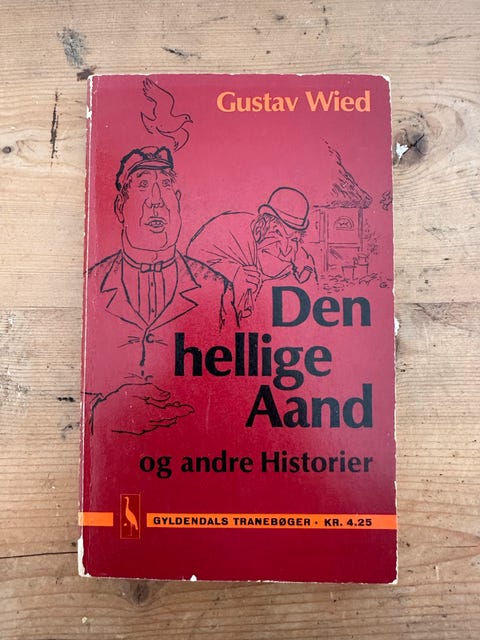 Gustav Wied
Den
hellige
Aand
og andre Historier
GYLDENDALS TRANEBØGER · KR. 4.25